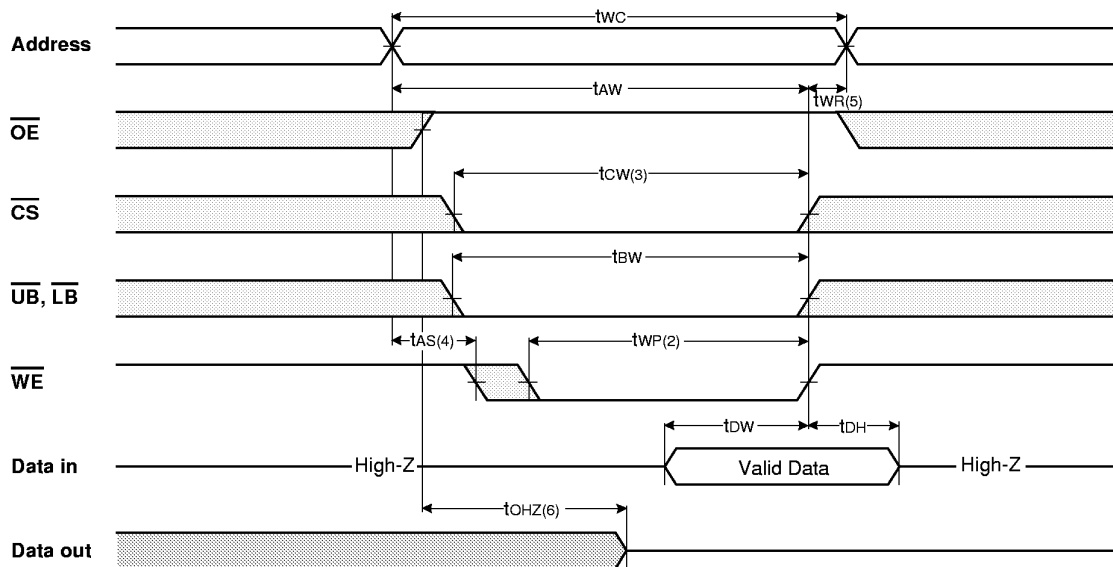 tWC
Address
tAW
tWR(5)
OE
tCW(3)
CS
tBW
UB, LB
tAS(4)
tWP(2)
WE
tDW
tDH
Data in
High-Z
Valid Data
High-Z
tOHZ(6)
Data out